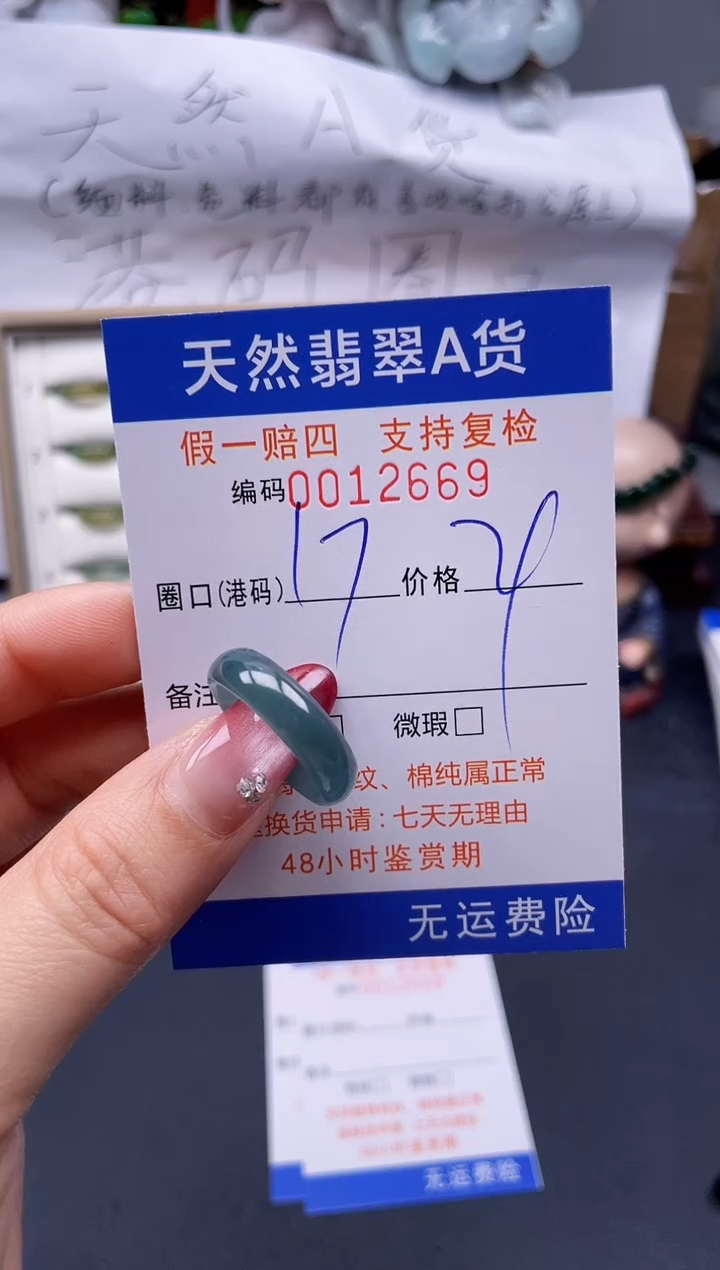 天然A货
港码圈口
天然翡翠A货
假一赔四 支持复检
编码0012669
圈口(港码) 17 价格
备注
微瑕
纹、棉纯属正常
换货申请:七天无理由
48小时鉴赏期
无运费险
无运费险